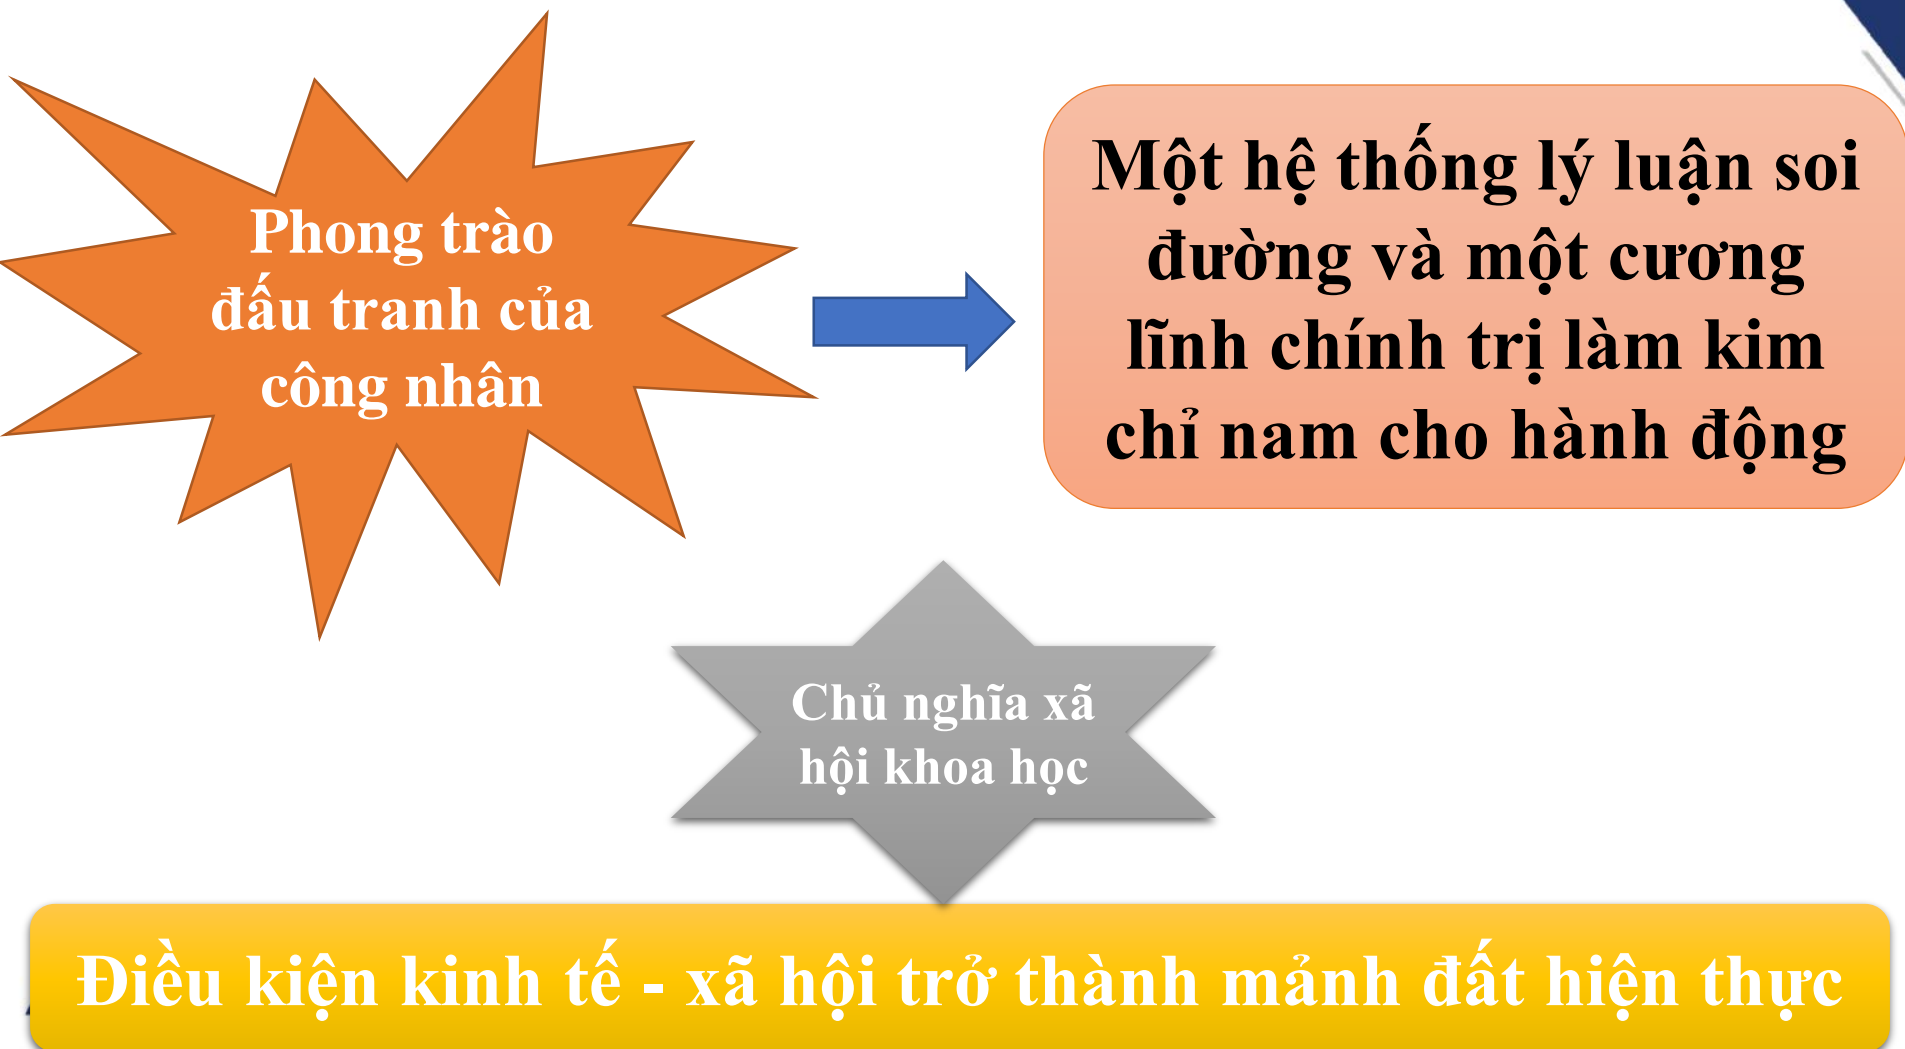 Phong trào
đấu tranh của
công nhân
Một hệ thống lý luận soi
đường và một cương
lĩnh chính trị làm kim
chỉ nam cho hành động
Chủ nghĩa xã
hội khoa học
Điều kiện kinh tế - xã hội trở thành mảnh đất hiện thực